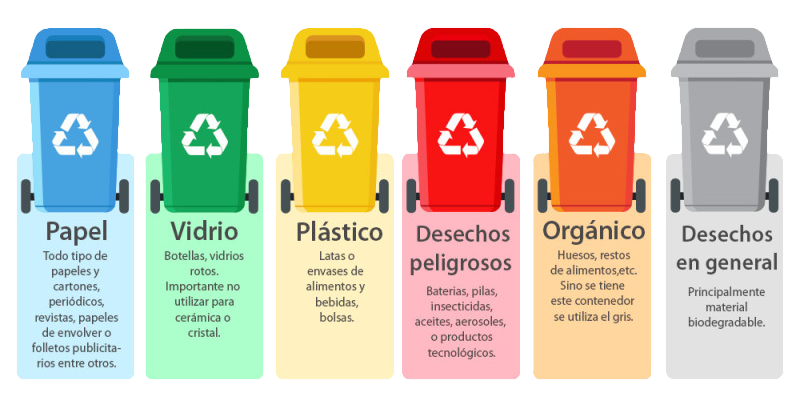 Papel
Todo tipo de
papeles y
cartones,
periódicos,
revistas, papeles
de envolver o
folletos publicita-
rios entre otros.
Vidrio
Botellas, vidrios
rotos.
Importante no
utilizar para
cerámica o
cristal.
Plástico
Latas o
envases de
alimentos y
bebidas,
bolsas.
Desechos
peligrosos
Baterias, pilas,
insecticidas,
aceites, aerosoles,
o productos
tecnológicos.
Orgánico
Huesos, restos
de alimentos,etc.
Sino se tiene
este contenedor
se utiliza el gris.
Desechos
en general
Principalmente
material
biodegradable.